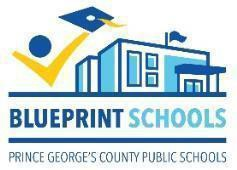 BLUEPRINT SCHOOLS
PRINCE GEORGE'S COUNTY PUBLIC SCHOOLS